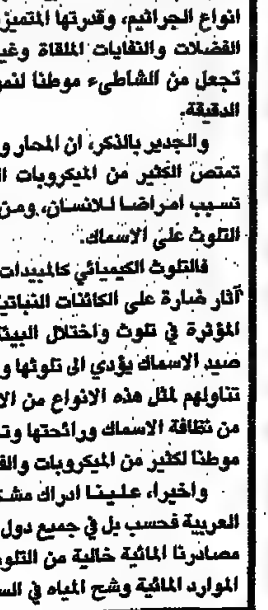 انواع الجراثيم، وقدرتها المتميز
الفضلات والنفايات الملقاة وغي
تجعل من الشاطىء موطنا لنمو
الدقيقة.
والجدير بالذكر، ان المحار و
تمتص الكثير من الميكروبات ا
تسبب امراضا للانسان، ومن
التلوث على الاسماك.
فالتلوث الكيميائي كالمبيدات
آثار ضارة على الكائنات النباتي
المؤثرة في تلوث واختلال البيئ
صيد الاسماك يؤدي الى تلوثها و
تناولهم لمثل هذه الانواع من الا
من نظافة الاسماك ورائحتها وت
موطنا لكثير من الميكروبات والق
واخيرا، علينا ادراك مشك
العربية فحسب بل في جميع دول
مصادرنا المائية خالية من التلو
الموارد المائية وشح المياه في الس